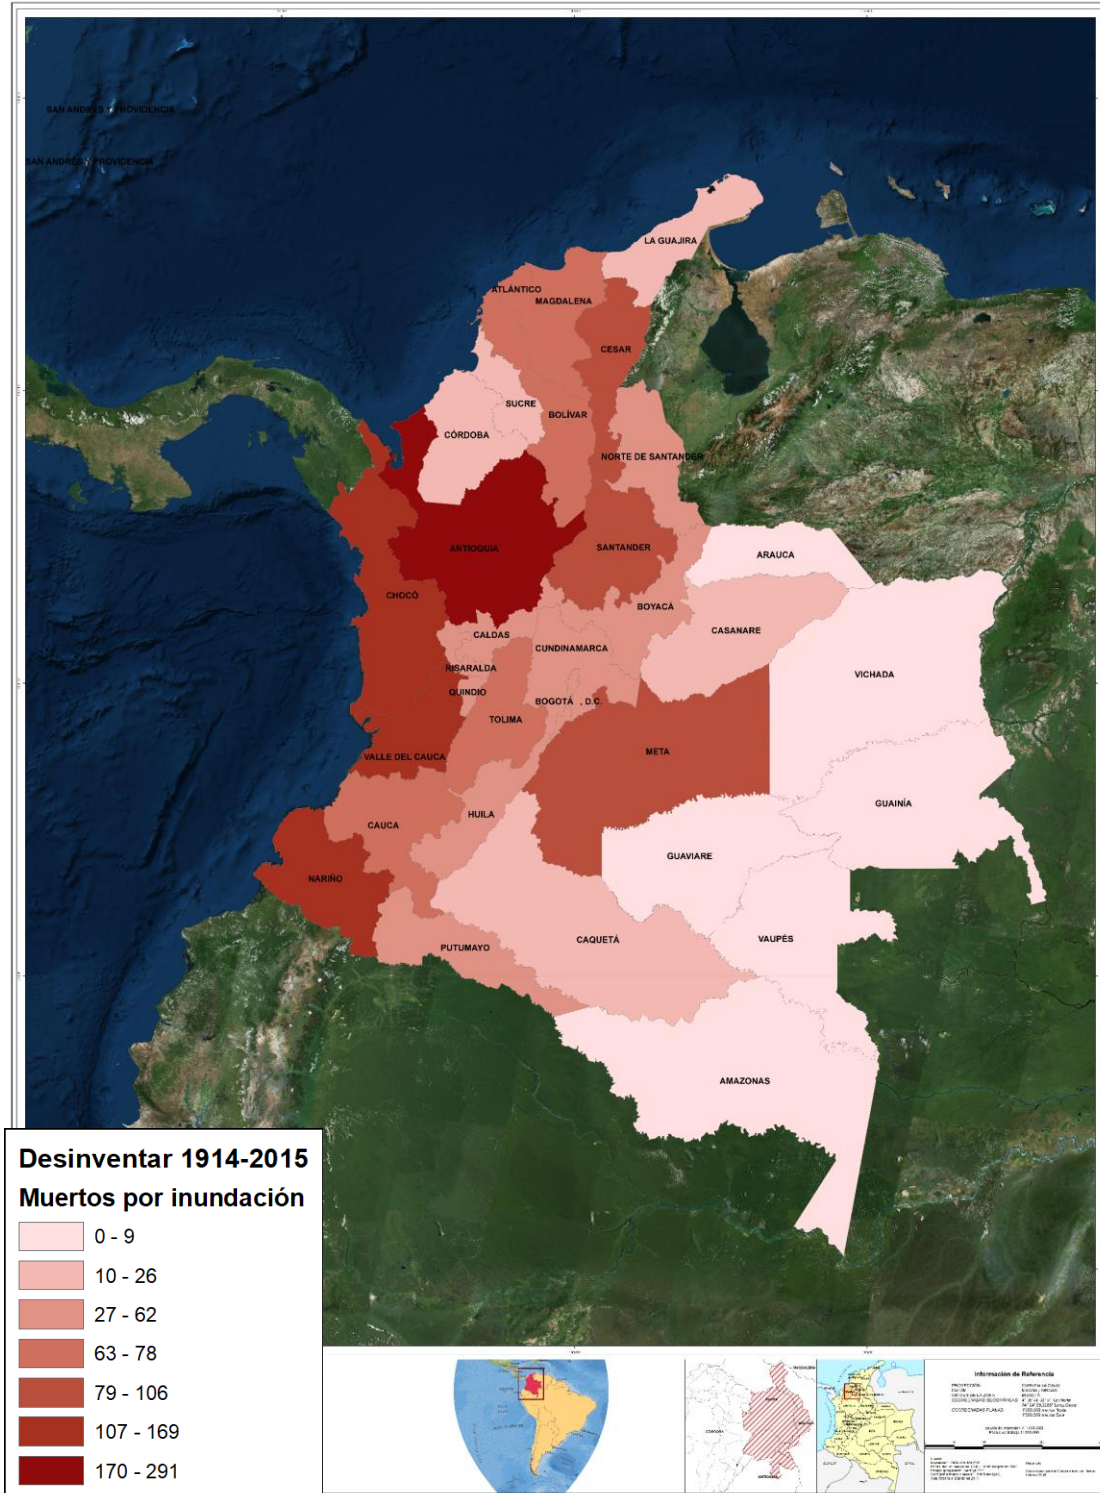 SAN ANDRES Y PROVIDENCIA
SAN ANDRES Y PROVIDENCIA
LA GUAJIRA
ATLÁNTICO
MAGDALENA
CESAR
SUCRE
BOLÍVAR
CÓRDOBA
NORTE DE SANTANDER
ANTIOQUIA
SANTANDER
ARAUCA
CHOCÓ
BOYACÁ
CASANARE
CALDAS
CUNDINAMARCA
RISARALDA
VICHADA
QUINDIO
BOGOTÁ , D.C.
TOLIMA
META
VALLE DEL CAUCA
GUAINÍA
HUILA
CAUCA
GUAVIARE
NARIÑO
PUTUMAYO
CAQUETÁ
VAUPÉS
AMAZONAS
Desinventar 1914-2015
Muertos por inundación
0 - 9
10 - 26
27 - 62
63 - 78
79 - 106
107 - 169
170 - 291
Información de Referencia